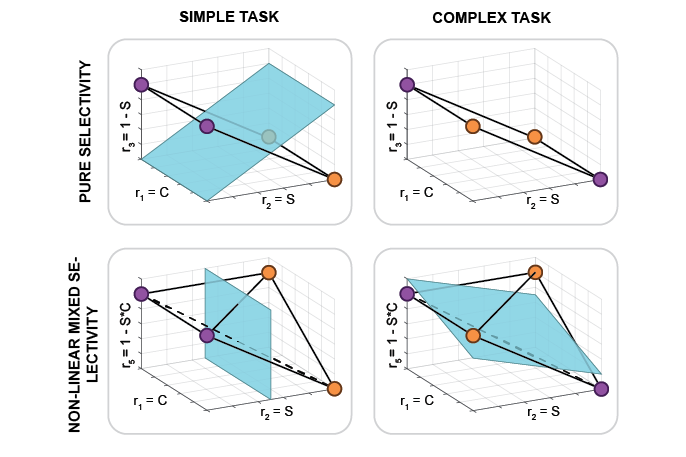 SIMPLE TASK
COMPLEX TASK
PURE SELECTIVITY
r3 = 1 - S
r1 = C
r2 = S
r3 = 1 - S
r1 = C
r2 = S
NON-LINEAR MIXED SE-
LECTIVITY
r5 = 1 - S*C
r1 = C
r2 = S
r5 = 1 - S*C
r1 = C
r2 = S